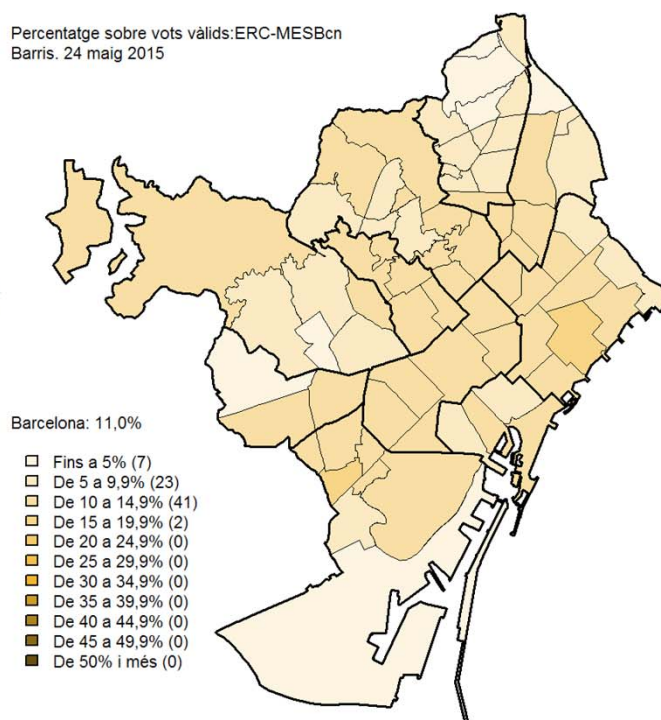 Percentatge sobre vots vàlids:ERC-MESBcn
Barris. 24 maig 2015
Barcelona: 11,0%
Fins a 5% (7)
De 5 a 9,9% (23)
De 10 a 14,9% (41)
De 15 a 19,9% (2)
De 20 a 24,9% (0)
De 25 a 29,9% (0)
De 30 a 34,9% (0)
De 35 a 39,9% (0)
De 40 a 44,9% (0)
De 45 a 49,9% (0)
De 50% i més (0)